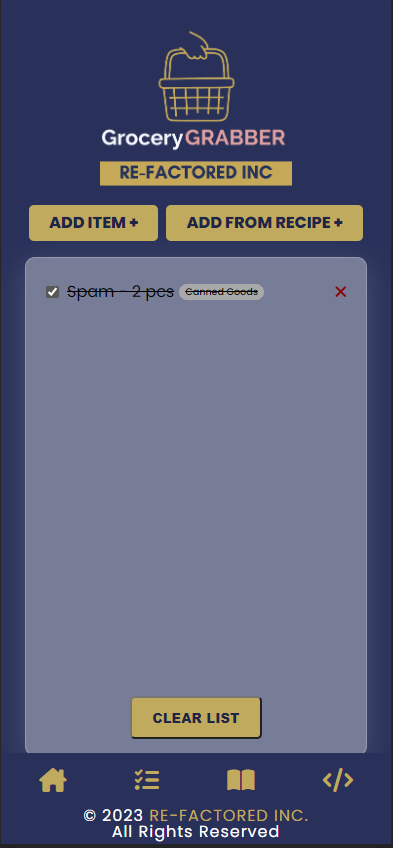 GroceryGRABBER
RE-FACTORED INC
ADD ITEM + ADD FROM RECIPE +
Spam - 2 pcs Canned Goods ✕
CLEAR LIST
© 2023 RE-FACTORED INC.
All Rights Reserved